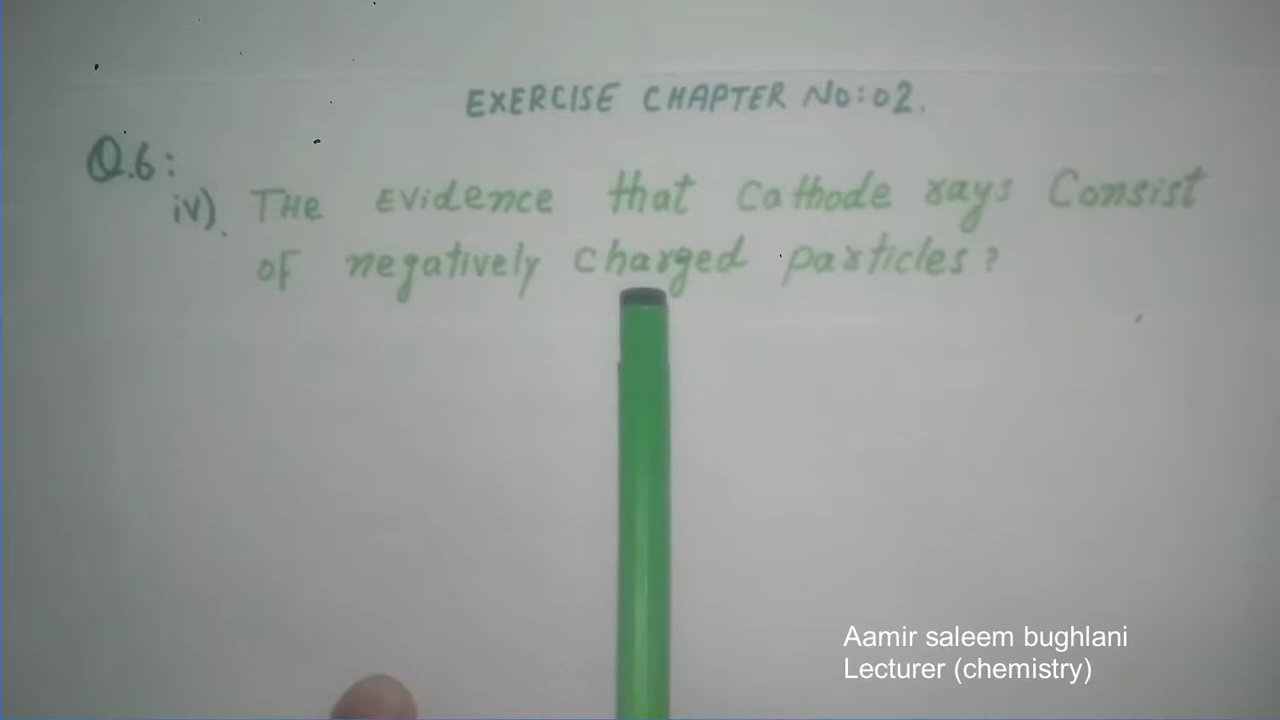 EXERCISE CHAPTER NO:02.
Q.6:
iv). THe Evidence that Cathode rays Consist
of negatively charged particles?
Aamir saleem bughlani
Lecturer (chemistry)